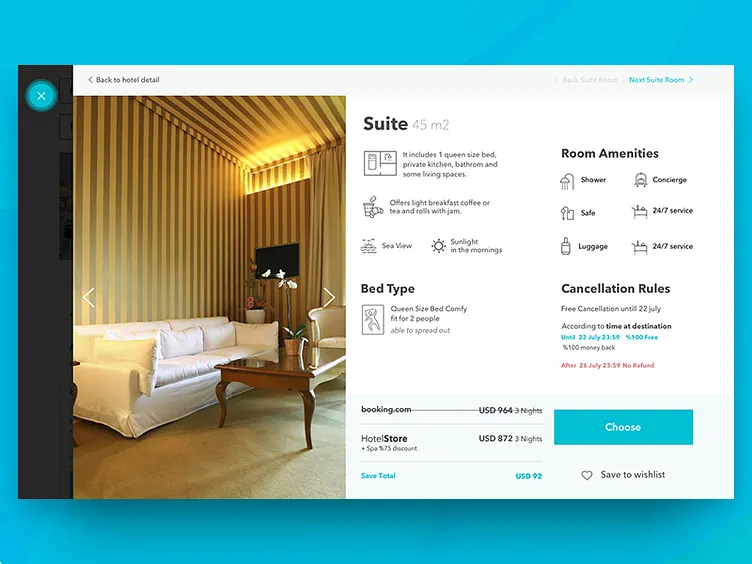 Back to hotel detail
Back Suite Room
Next Suite Room
Suite 45 m2
It includes 1 queen size bed,
private kitchen, bathrom and
some living spaces.
Offers light breakfast coffee or
tea and rolls with jam.
Sea View
Sunlight
in the mornings
Bed Type
Queen Size Bed Comfy
fit for 2 people
able to spread out
Room Amenities
Shower
Concierge
Safe
24/7 service
Luggage
24/7 service
Cancellation Rules
Free Cancellation untill 22 july
According to time at destination
Until 22 July 23:59 %100 Free
%100 money back
After 26 July 23:59 No Refund
booking.com USD 964 3 Nights
HotelStore USD 872 3 Nights
+ Spa %75 discount
Save Total USD 92
Choose
Save to wishlist